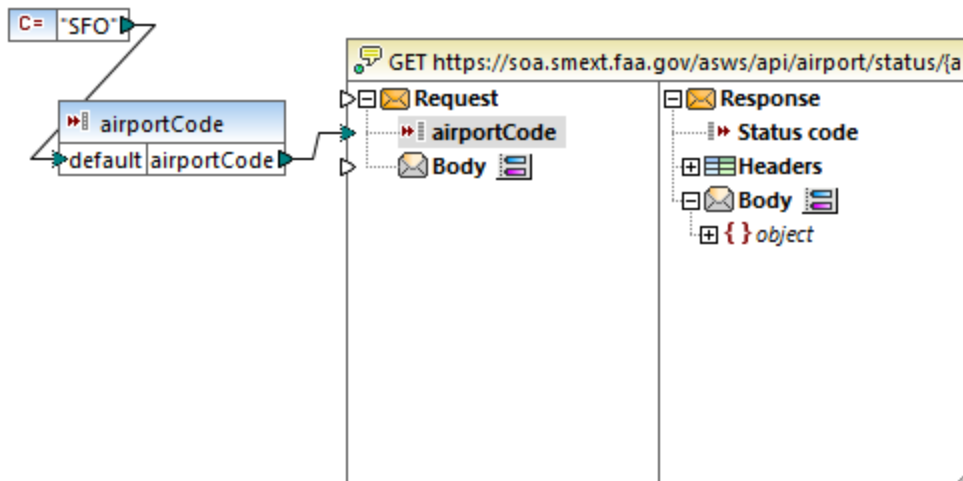 C= "SFO"
airportCode
default airportCode
GET https://soa.smext.faa.gov/asws/api/airport/status/{a
Request
airportCode
Body
Response
Status code
Headers
Body
{ } object